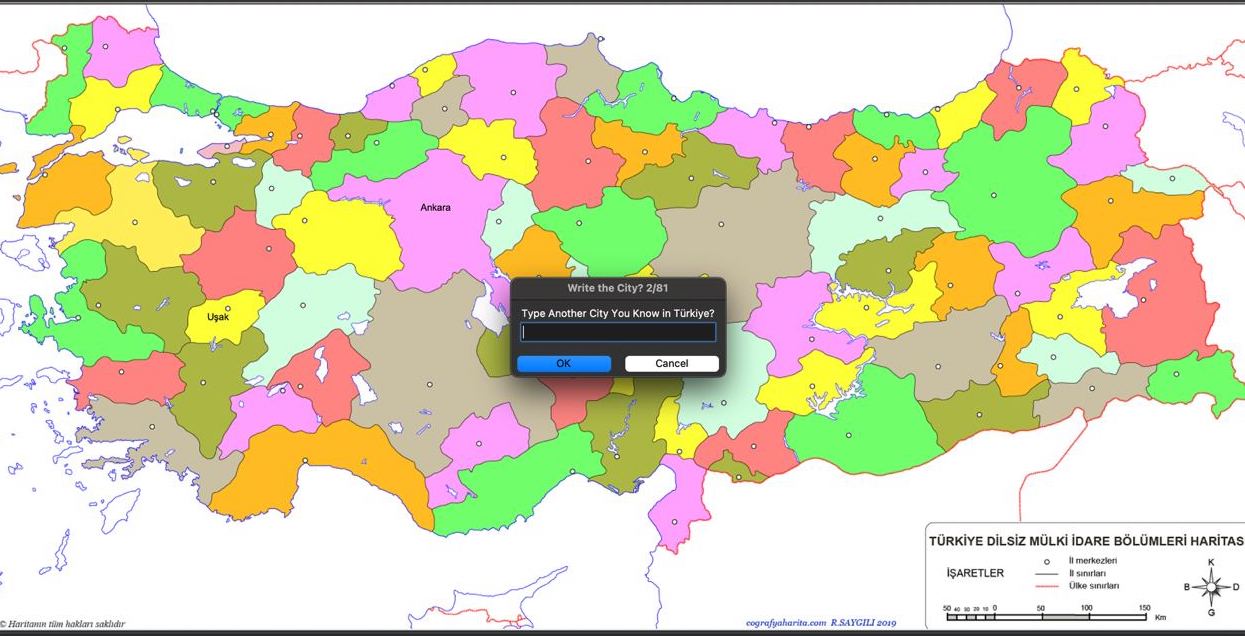 Ankara
Write the City? 2/81
Type Another City You Know in Türkiye?
Uşak
OK
Cancel
TÜRKİYE DİLSİZ MÜLKİ İDARE BÖLÜMLERİ HARİTAS
İŞARETLER
İl merkezleri
İl sınırları
Ülke sınırları
K
B
D
G
50 40 30 20 10 0 50 100 150 Km
© Haritanın tüm hakları saklıdır
cografyaharita.com R.SAYGILI 2019